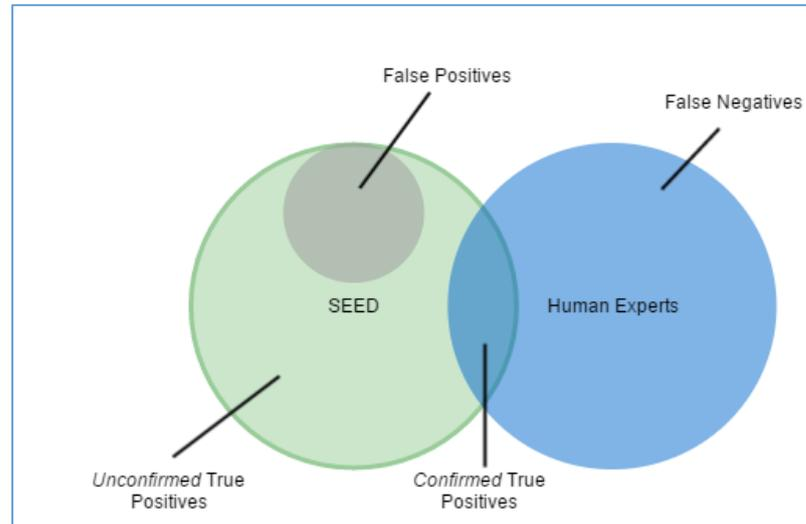 False Positives
False Negatives
SEED
Human Experts
Unconfirmed True
Positives
Confirmed True
Positives